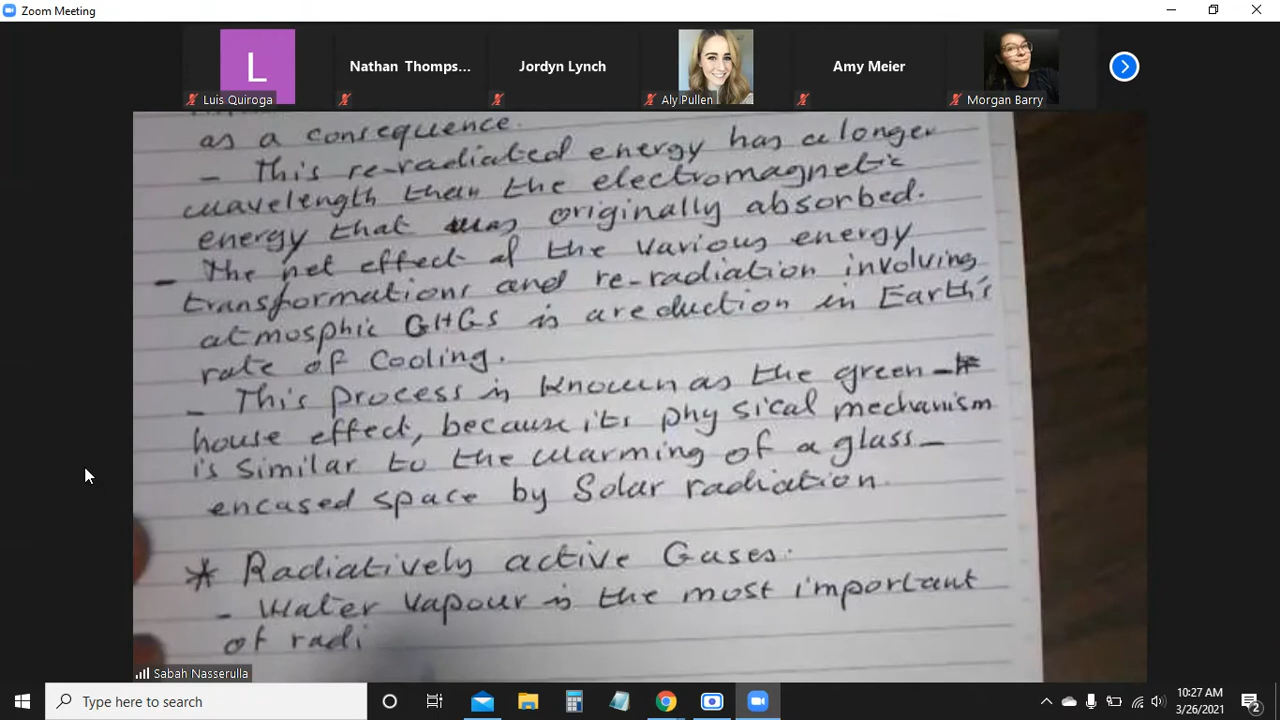 Zoom Meeting
L
Luis Quiroga
Nathan Thomps...
Jordyn Lynch
Aly Pullen
Amy Meier
Morgan Barry
as a consequence.
- This re-radiated energy has a longer
wavelength than the electromagnetic
energy that was originally absorbed.
- The net effect of the various energy
transformations and re-radiation involving
atmosphic GHGs is a reduction in Earth's
rate of Cooling.
- This process is known as the green-
house effect, because its physical mechanism
is similar to the warming of a glass-
encased space by Solar radiation.
* Radiatively active Gases.
- Water vapour is the most important
of radi
Sabah Nasserulla
Type here to search
10:27 AM
3/26/2021
2